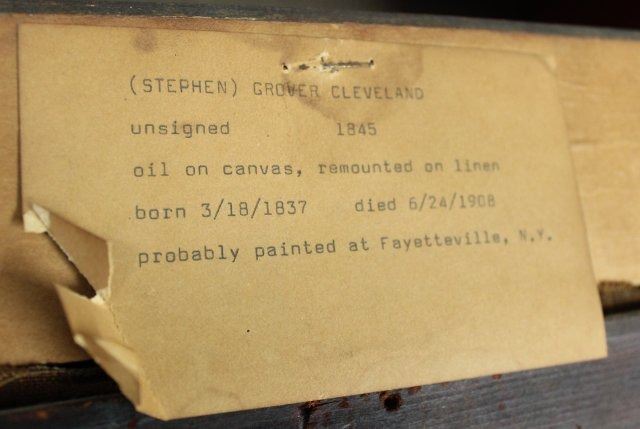 (STEPHEN) GROVER CLEVELAND
unsigned 1845
oil on canvas, remounted on linen
born 3/18/1837 died 6/24/1908
probably painted at Fayetteville, N.Y.